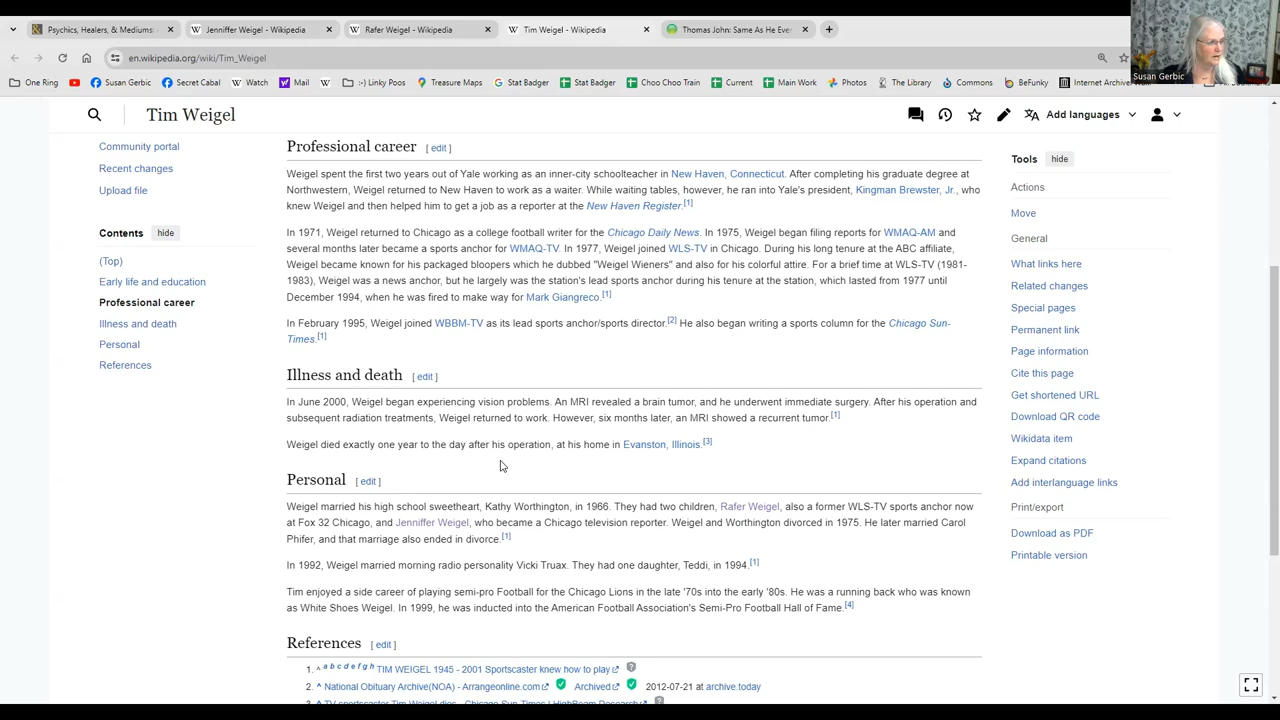 Psychics, Healers, & Mediums:
Jenniffer Weigel - Wikipedia
Rafer Weigel - Wikipedia
Tim Weigel - Wikipedia
Thomas John: Same As He Ever
en.wikipedia.org/wiki/Tim_Weigel
One Ring
Susan Gerbic
Secret Cabal
Watch
Mail
:-) Linky Poos
Treasure Maps
Stat Badger
Stat Badger
Choo Choo Train
Current
Main Work
Photos
The Library
Commons
BeFunky
Internet Archive
Susan Gerbic
Tim Weigel
Add languages
Community portal
Recent changes
Upload file
Contents hide
(Top)
Early life and education
Professional career
Illness and death
Personal
References
Professional career [ edit ]
Weigel spent the first two years out of Yale working as an inner-city schoolteacher in New Haven, Connecticut. After completing his graduate degree at
Northwestern, Weigel returned to New Haven to work as a waiter. While waiting tables, however, he ran into Yale's president, Kingman Brewster, Jr., who
knew Weigel and then helped him to get a job as a reporter at the New Haven Register.[1]
In 1971, Weigel returned to Chicago as a college football writer for the Chicago Daily News. In 1975, Weigel began filing reports for WMAQ-AM and
several months later became a sports anchor for WMAQ-TV. In 1977, Weigel joined WLS-TV in Chicago. During his long tenure at the ABC affiliate,
Weigel became known for his packaged bloopers which he dubbed "Weigel Wieners" and also for his colorful attire. For a brief time at WLS-TV (1981-
1983), Weigel was a news anchor, but he largely was the station's lead sports anchor during his tenure at the station, which lasted from 1977 until
December 1994, when he was fired to make way for Mark Giangreco.[1]
In February 1995, Weigel joined WBBM-TV as its lead sports anchor/sports director.[2] He also began writing a sports column for the Chicago Sun-
Times.[1]
Illness and death [ edit ]
In June 2000, Weigel began experiencing vision problems. An MRI revealed a brain tumor, and he underwent immediate surgery. After his operation and
subsequent radiation treatments, Weigel returned to work. However, six months later, an MRI showed a recurrent tumor.[1]
Weigel died exactly one year to the day after his operation, at his home in Evanston, Illinois.[3]
Personal [ edit ]
Weigel married his high school sweetheart, Kathy Worthington, in 1966. They had two children, Rafer Weigel, also a former WLS-TV sports anchor now
at Fox 32 Chicago, and Jenniffer Weigel, who became a Chicago television reporter. Weigel and Worthington divorced in 1975. He later married Carol
Phifer, and that marriage also ended in divorce.[1]
In 1992, Weigel married morning radio personality Vicki Truax. They had one daughter, Teddi, in 1994.[1]
Tim enjoyed a side career of playing semi-pro Football for the Chicago Lions in the late '70s into the early '80s. He was a running back who was known
as White Shoes Weigel. In 1999, he was inducted into the American Football Association's Semi-Pro Football Hall of Fame.[4]
References [ edit ]
1. ^ a b c d e f g h TIM WEIGEL 1945 - 2001 Sportscaster knew how to play
2. ^ National Obituary Archive(NOA) - Arrangeonline.com Archived 2012-07-21 at archive.today
3. ^ TV sportscaster Tim Weigel dies - Chicago Sun-Times | HighBeam Research
Tools hide
Actions
Move
General
What links here
Related changes
Special pages
Permanent link
Page information
Cite this page
Get shortened URL
Download QR code
Wikidata item
Expand citations
Add interlanguage links
Print/export
Download as PDF
Printable version